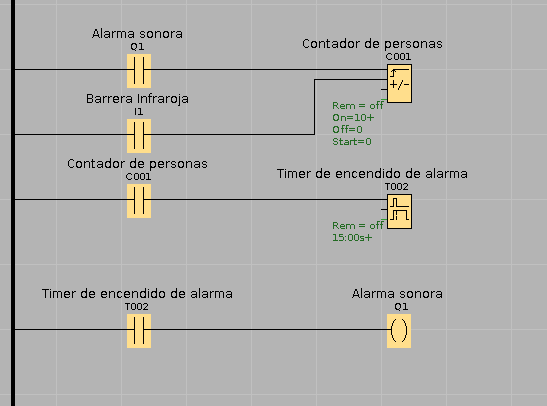 Alarma sonora
Q1
Contador de personas
C001
+/-
Barrera Infraroja
I1
Rem = off
On=10+
Off=0
Start=0
Contador de personas
C001
Timer de encendido de alarma
T002
Rem = off
15:00s+
Timer de encendido de alarma
T002
Alarma sonora
Q1